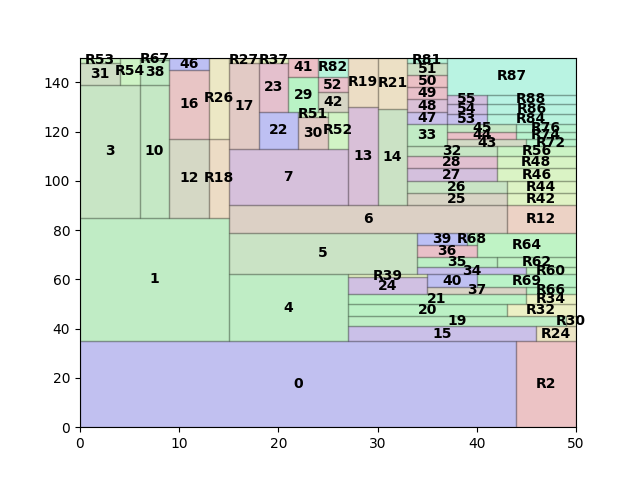 R53 R67 46 R27 R37 41 R82 R81
31 R54 38 R19 R21 51 R87
16 R26 17 23 29 52 50
42 49
48 55 R88
54 R86
R51 47 53 R84
3 10 22 30 R52 33 45 R76
44 R74
43 R72
13 14 32 R56
28 R48
12 R18 7 27 R46
26 R44
25 R42
6 R12
39 R68 R64
5 36
35 R62
1 R39 34 R60
24 40 R69
37 R66
21 R34
4 20 R32
19 R30
15 R24
0 R2
140
120
100
80
60
40
20
0
0 10 20 30 40 50